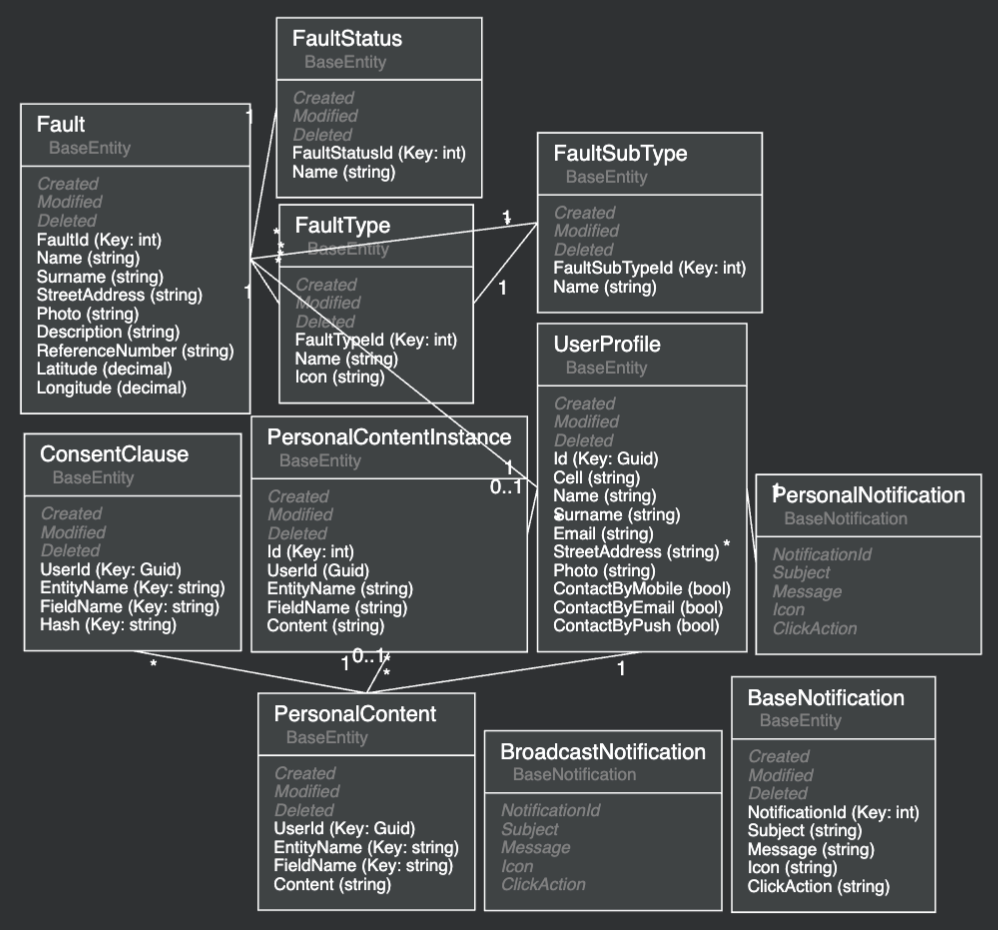 FaultStatus
BaseEntity
Created
Modified
Deleted
FaultStatusId (Key: int)
Name (string)
Fault
BaseEntity
Created
Modified
Deleted
FaultId (Key: int)
Name (string)
Surname (string)
StreetAddress (string)
Photo (string)
Description (string)
ReferenceNumber (string)
Latitude (decimal)
Longitude (decimal)
1
*
*
*
1
FaultType
BaseEntity
Created
Modified
Deleted
FaultTypeId (Key: int)
Name (string)
Icon (string)
1
1
FaultSubType
BaseEntity
Created
Modified
Deleted
FaultSubTypeId (Key: int)
Name (string)
UserProfile
BaseEntity
Created
Modified
Deleted
Id (Key: Guid)
Cell (string)
Name (string)
Surname (string)
Email (string)
StreetAddress (string) *
Photo (string)
ContactByMobile (bool)
ContactByEmail (bool)
ContactByPush (bool)
ConsentClause
BaseEntity
Created
Modified
Deleted
UserId (Key: Guid)
EntityName (Key: string)
FieldName (Key: string)
Hash (Key: string)
PersonalContentInstance
BaseEntity
1
0..1
Created
Modified
Deleted
Id (Key: int)
UserId (Guid)
EntityName (string)
FieldName (string)
Content (string)
PersonalNotification
BaseNotification
NotificationId
Subject
Message
Icon
ClickAction
*
1
0..1
*
1
PersonalContent
BaseEntity
Created
Modified
Deleted
UserId (Key: Guid)
EntityName (Key: string)
FieldName (Key: string)
Content (string)
BroadcastNotification
BaseNotification
NotificationId
Subject
Message
Icon
ClickAction
BaseNotification
BaseEntity
Created
Modified
Deleted
NotificationId (Key: int)
Subject (string)
Message (string)
Icon (string)
ClickAction (string)